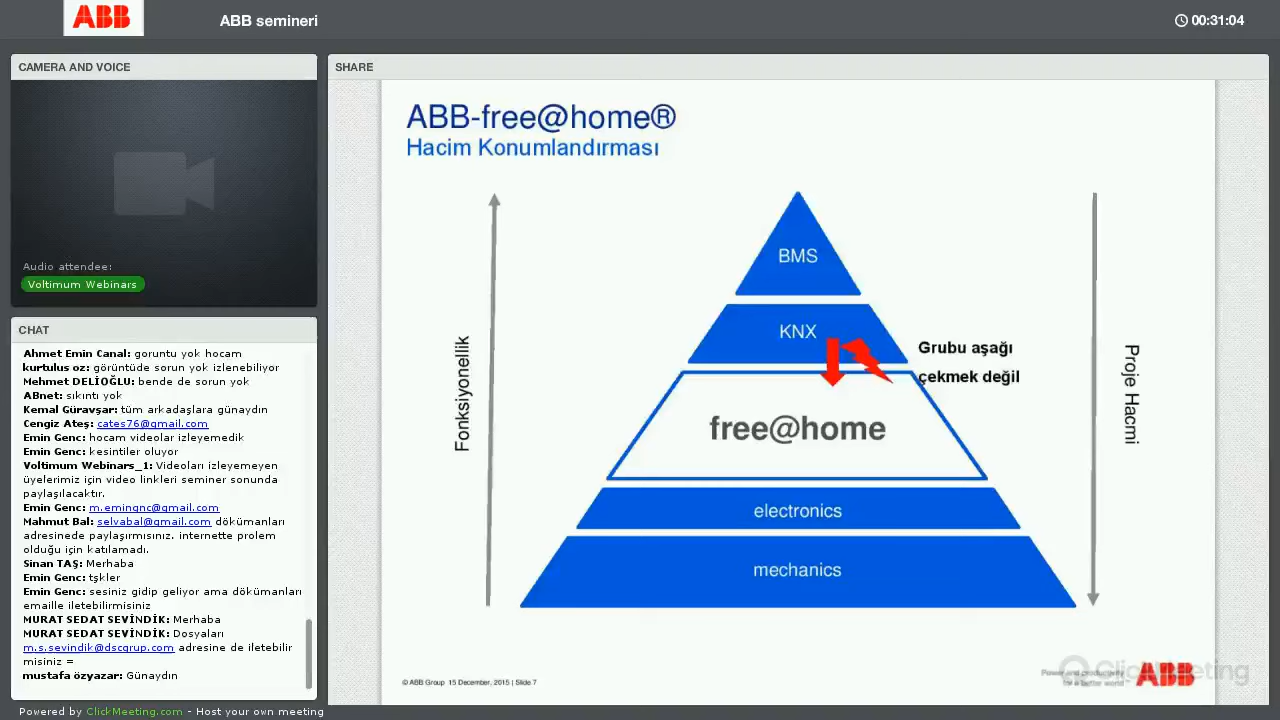 ABB
ABB semineri
00:31:04
CAMERA AND VOICE
Audio attendee:
Voltimum Webinars
CHAT
Ahmet Emin Canal: goruntu yok hocam
kurtulus oz: görüntüde sorun yok izlenebiliyor
Mehmet DELİOĞLU: bende de sorun yok
ABnet: sıkıntı yok
Kemal Güravşar: tüm arkadaşlara günaydın
Cengiz Ateş: cates76@gmail.com
Emin Genc: hocam videolar izleyemedik
Emin Genc: kesintiler oluyor
Voltimum Webinars_1: Videoları izleyemeyen
üyelerimiz için video linkleri seminer sonunda
paylaşılacaktır.
Emin Genc: m.emingnc@gmail.com
Mahmut Bal: selvabal@gmail.com dökümanları
adresinede paylaşırmısınız. internette prolem
olduğu için katılamadı.
Sinan TAŞ: Merhaba
Emin Genc: tşkler
Emin Genc: sesiniz gidip geliyor ama dökümanları
emaille iletebilirmisiniz
MURAT SEDAT SEVİNDİK: Merhaba
MURAT SEDAT SEVİNDİK: Dosyaları
m.s.sevindik@dscgrup.com adresine de iletebilir
misiniz =
mustafa özyazar: Günaydın
Powered by ClickMeeting.com - Host your own meeting
SHARE
ABB-free@home®
Hacim Konumlandırması
Fonksiyonellik
BMS
KNX
Grubu aşağı
çekmek değil
free@home
electronics
mechanics
Proje Hacmi
© ABB Group 15 December, 2015 | Slide 7
Power and productivity
for a better world
ABB
ClickMeeting